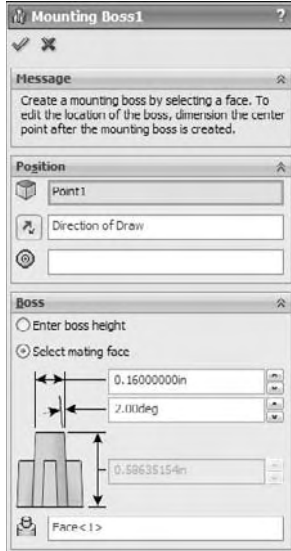 Mounting Boss1 ?
Message
Create a mounting boss by selecting a face. To
edit the location of the boss, dimension the center
point after the mounting boss is created.
Position
Point1
Direction of Draw
Boss
Enter boss height
Select mating face
0.16000000in
2.00deg
0.58635154in
Face<1>